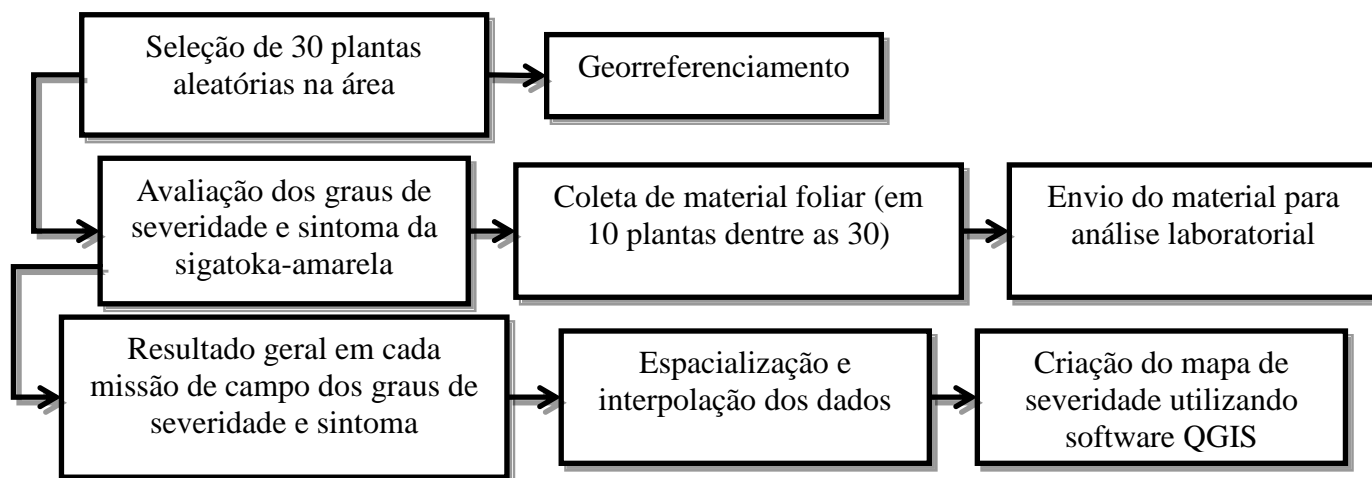 Seleção de 30 plantas
aleatórias na área
Georreferenciamento
Avaliação dos graus de
severidade e sintoma da
sigatoka-amarela
Coleta de material foliar (em
10 plantas dentre as 30)
Envio do material para
análise laboratorial
Resultado geral em cada
missão de campo dos graus de
severidade e sintoma
Espacialização e
interpolação dos dados
Criação do mapa de
severidade utilizando
software QGIS